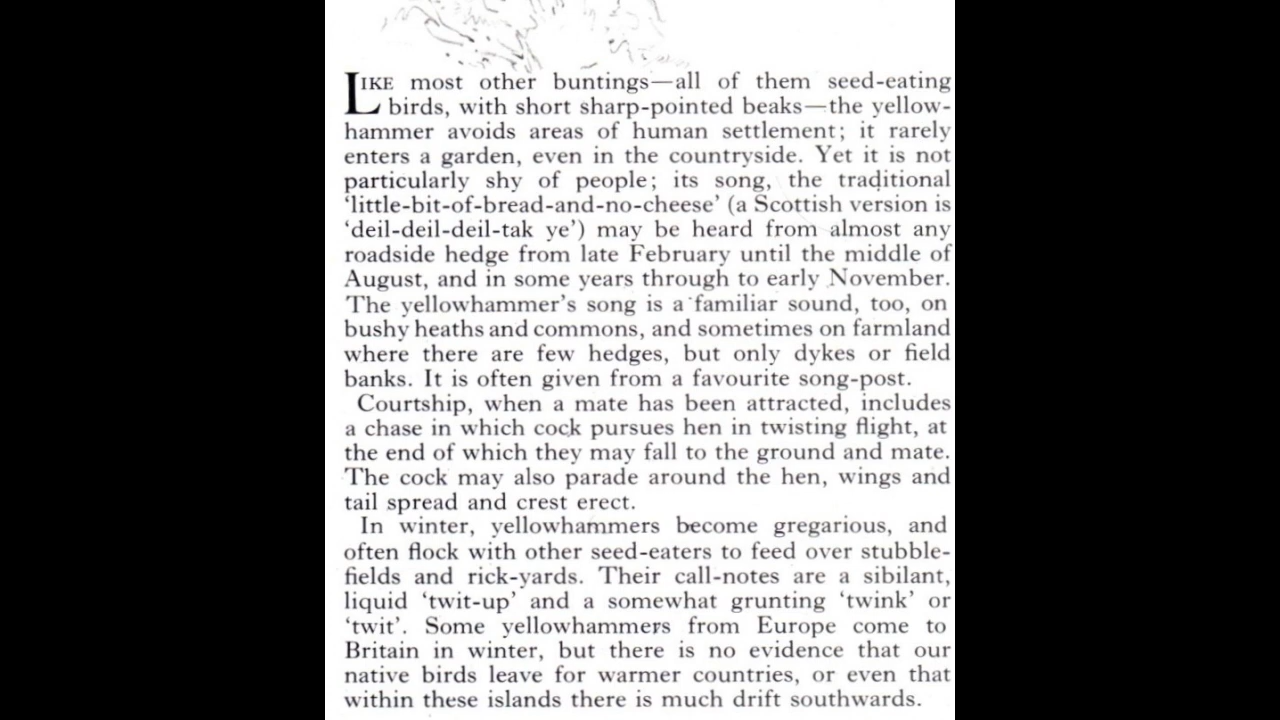 LIKE most other buntings—all of them seed-eating
birds, with short sharp-pointed beaks—the yellow-
hammer avoids areas of human settlement; it rarely
enters a garden, even in the countryside. Yet it is not
particularly shy of people; its song, the traditional
‘little-bit-of-bread-and-no-cheese’ (a Scottish version is
‘deil-deil-deil-tak ye’) may be heard from almost any
roadside hedge from late February until the middle of
August, and in some years through to early November.
The yellowhammer’s song is a familiar sound, too, on
bushy heaths and commons, and sometimes on farmland
where there are few hedges, but only dykes or field
banks. It is often given from a favourite song-post.
Courtship, when a mate has been attracted, includes
a chase in which cock pursues hen in twisting flight, at
the end of which they may fall to the ground and mate.
The cock may also parade around the hen, wings and
tail spread and crest erect.
In winter, yellowhammers become gregarious, and
often flock with other seed-eaters to feed over stubble-
fields and rick-yards. Their call-notes are a sibilant,
liquid ‘twit-up’ and a somewhat grunting ‘twink’ or
‘twit’. Some yellowhammers from Europe come to
Britain in winter, but there is no evidence that our
native birds leave for warmer countries, or even that
within these islands there is much drift southwards.